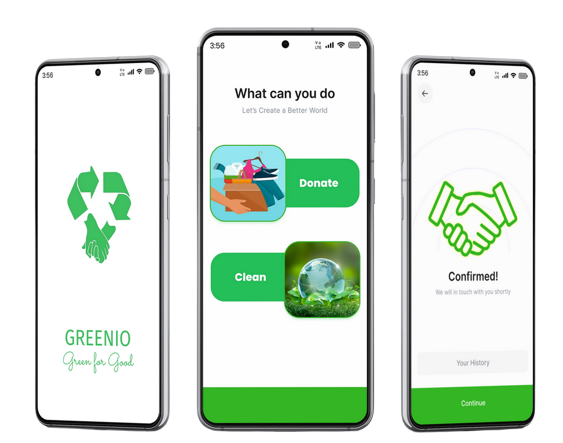 3:56
GREENIO
Green for Good
3:56
What can you do
Let's Create a Better World
Donate
Clean
3:56
Confirmed!
We will in touch with you shortly
Your History
Continue